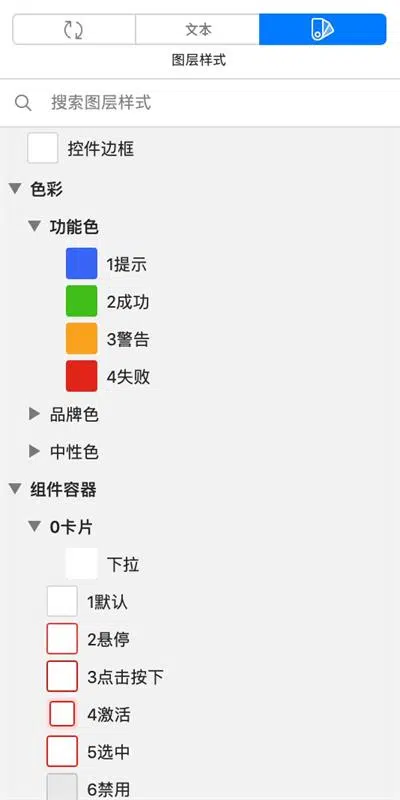 文本
图层样式
搜索图层样式
控件边框
色彩
功能色
1提示
2成功
3警告
4失败
品牌色
中性色
组件容器
0卡片
下拉
1默认
2悬停
3点击按下
4激活
5选中
6禁用